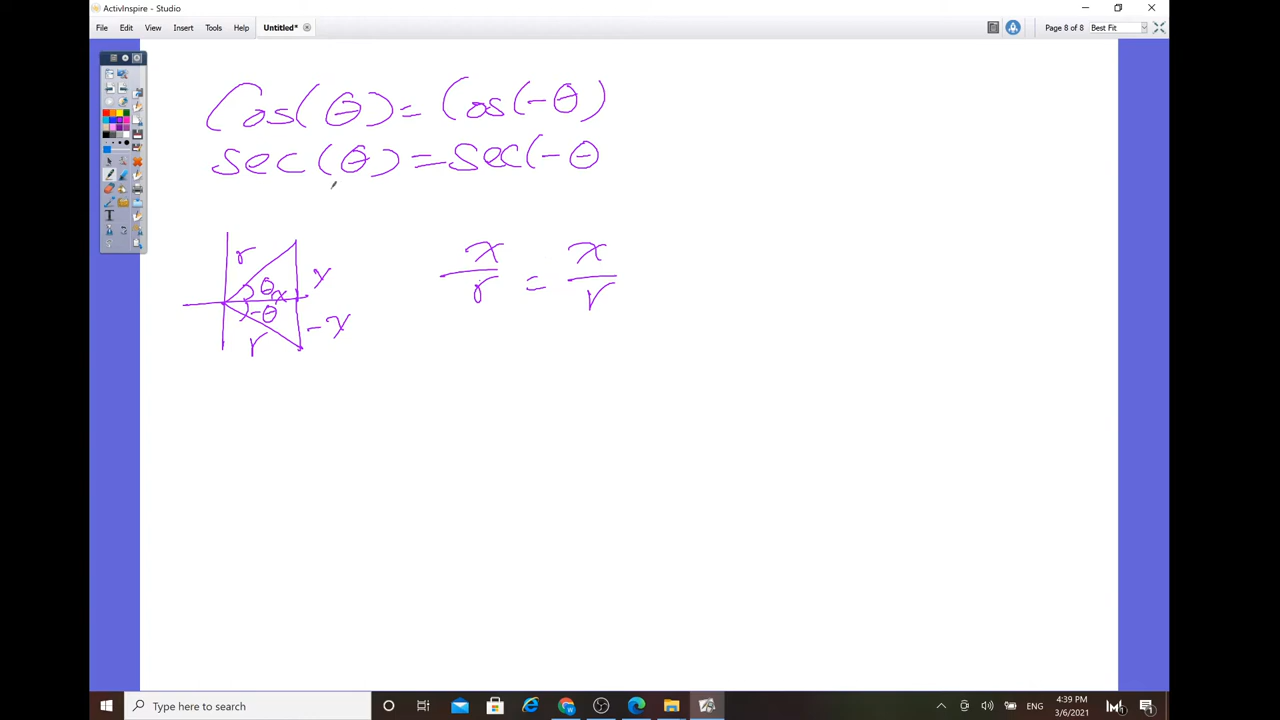 ActivInspire - Studio
File Edit View Insert Tools Help Untitled*
Page 8 of 8 Best Fit
Cos(θ) = Cos(-θ)
sec(θ) = sec(-θ
r
θ
x
y
-θ
r
x/r = x/r
Type here to search
ENG
4:39 PM
3/6/2021